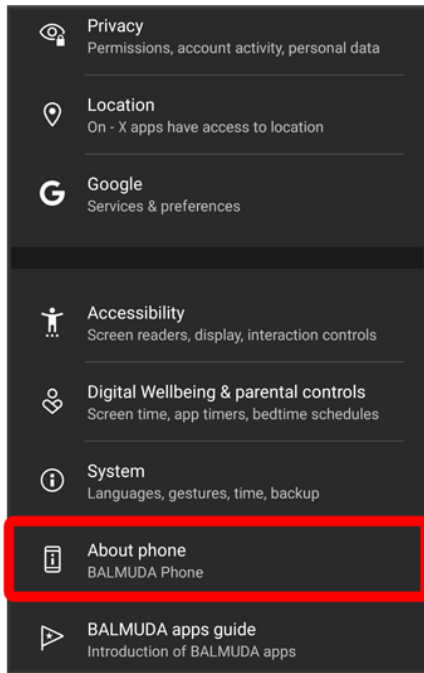 Privacy
Permissions, account activity, personal data
Location
On - X apps have access to location
Google
Services & preferences
Accessibility
Screen readers, display, interaction controls
Digital Wellbeing & parental controls
Screen time, app timers, bedtime schedules
System
Languages, gestures, time, backup
About phone
BALMUDA Phone
BALMUDA apps guide
Introduction of BALMUDA apps